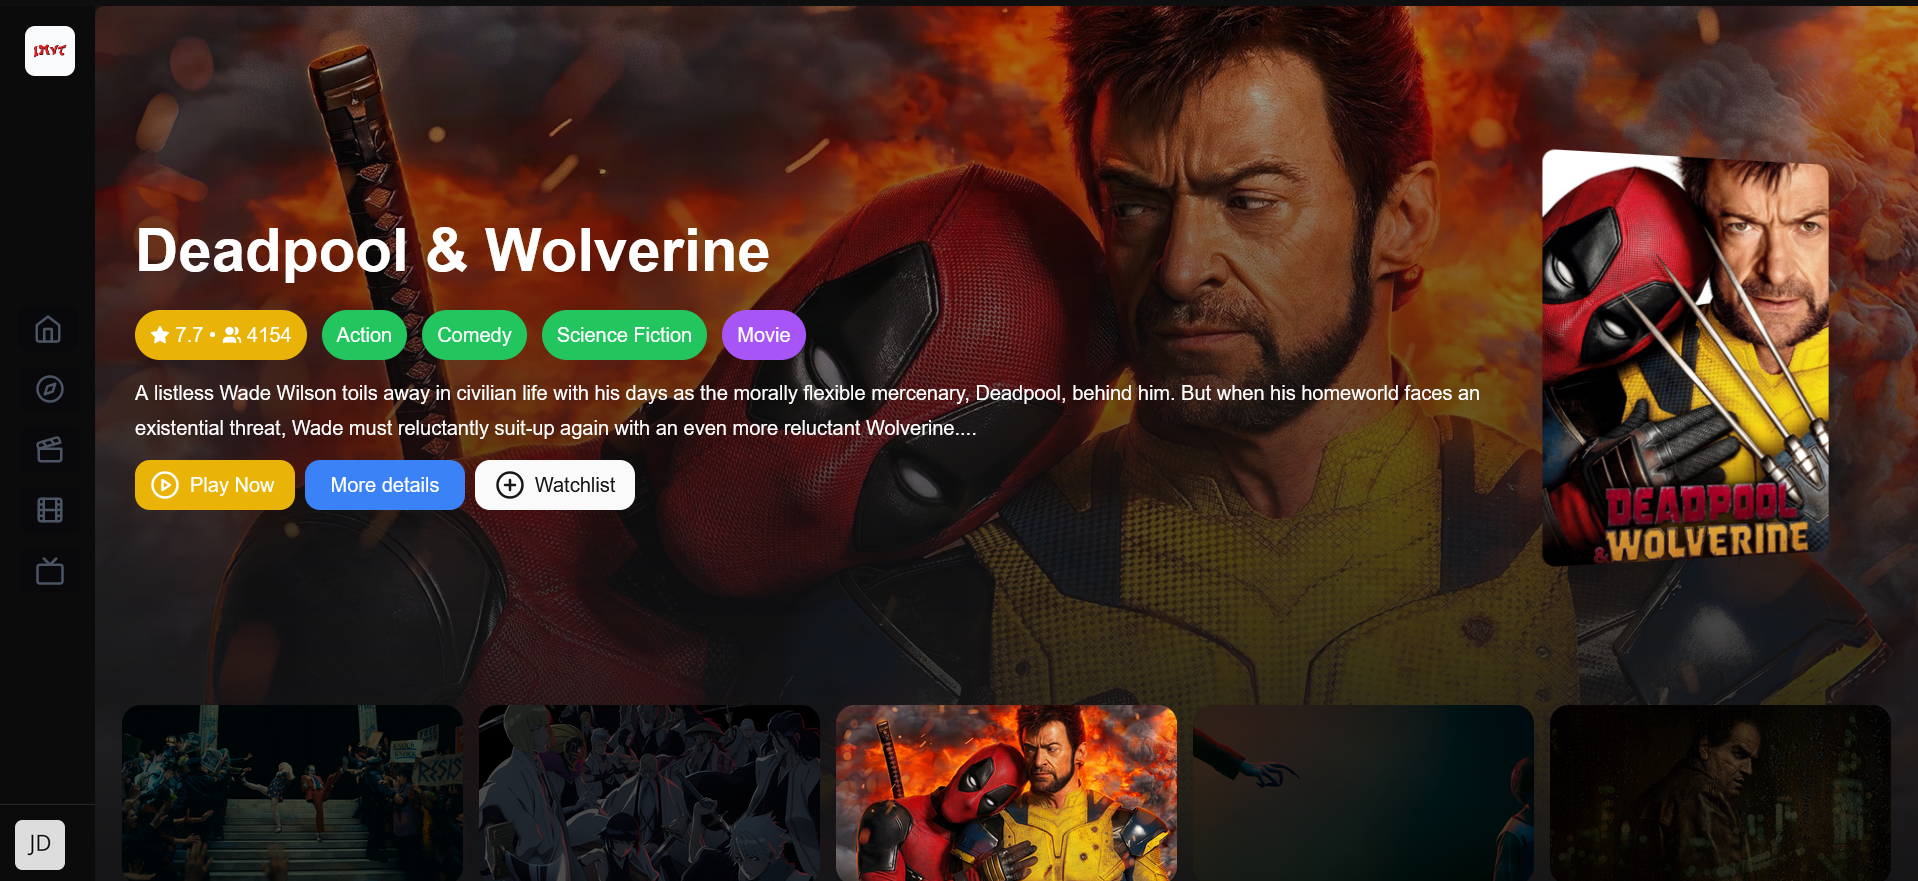 Deadpool & Wolverine
7.7 • 4154
Action
Comedy
Science Fiction
Movie
A listless Wade Wilson toils away in civilian life with his days as the morally flexible mercenary, Deadpool, behind him. But when his homeworld faces an
existential threat, Wade must reluctantly suit-up again with an even more reluctant Wolverine....
Play Now
More details
Watchlist
DEADPOOL
& WOLVERINE
KNOCK
KNOCK
RESIS
JD